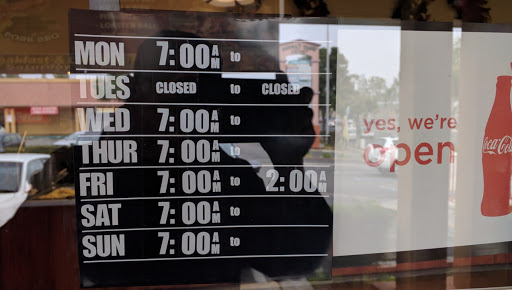 MON 7:00AM to
TUES CLOSED to CLOSED
WED 7:00AM to
THUR 7:00AM to
FRI 7:00AM to 2:00AM
SAT 7:00AM to
SUN 7:00AM to
yes, we're
open
Coca-Cola